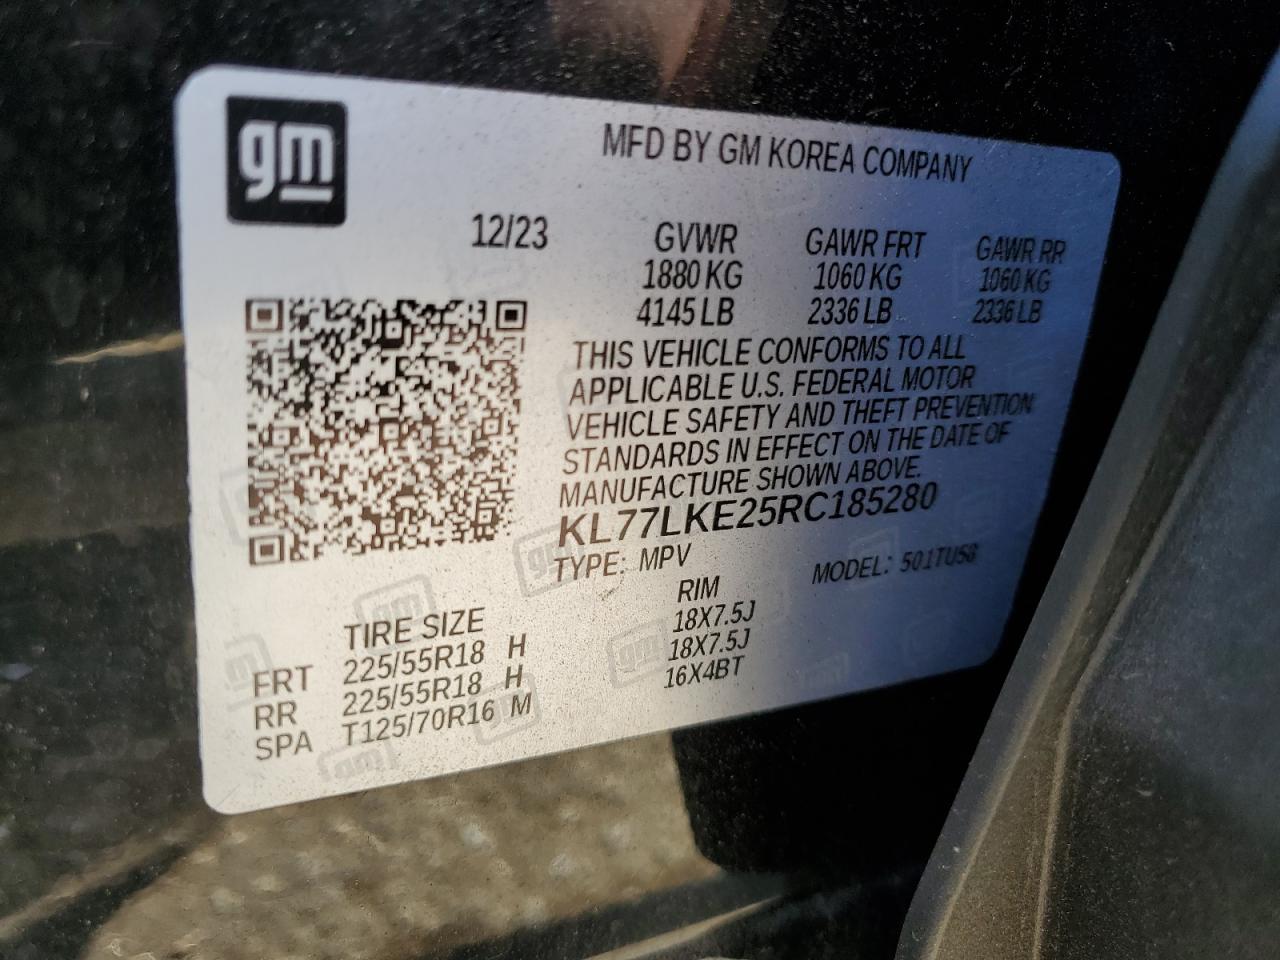 gm
MFD BY GM KOREA COMPANY
12/23 GVWR GAWR FRT GAWR RR
1880 KG 1060 KG 1060 KG
4145 LB 2336 LB 2336 LB
THIS VEHICLE CONFORMS TO ALL
APPLICABLE U.S. FEDERAL MOTOR
VEHICLE SAFETY AND THEFT PREVENTION
STANDARDS IN EFFECT ON THE DATE OF
MANUFACTURE SHOWN ABOVE.
KL77LKE25RC185280
TYPE: MPV MODEL: 501TU58
TIRE SIZE RIM
FRT 225/55R18 H 18X7.5J
RR 225/55R18 H 18X7.5J
SPA T125/70R16 M 16X4BT